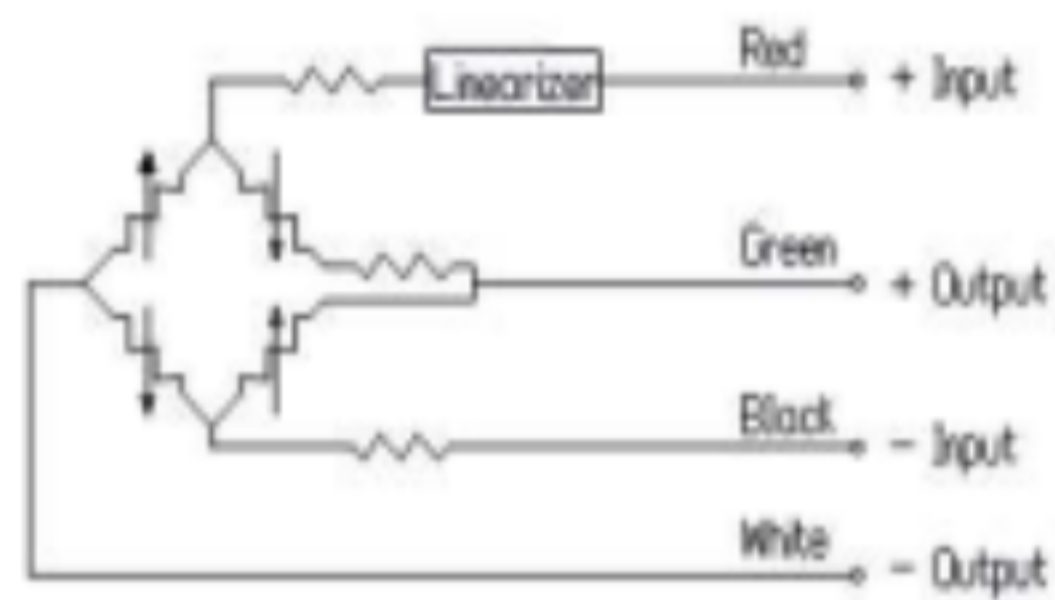 Red
Linearizer
+ Input
Green
+ Output
Black
- Input
White
- Output